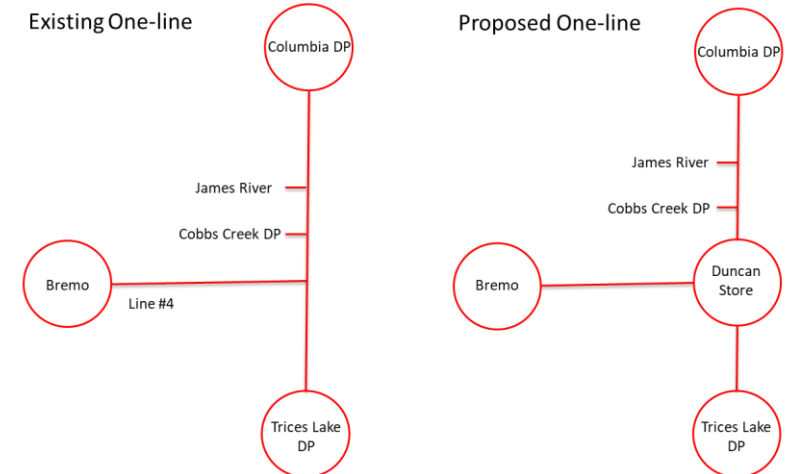 Existing One-line
Columbia DP
James River
Cobbs Creek DP
Bremo
Line #4
Trices Lake
DP
Proposed One-line
Columbia DP
James River
Cobbs Creek DP
Bremo
Duncan
Store
Trices Lake
DP